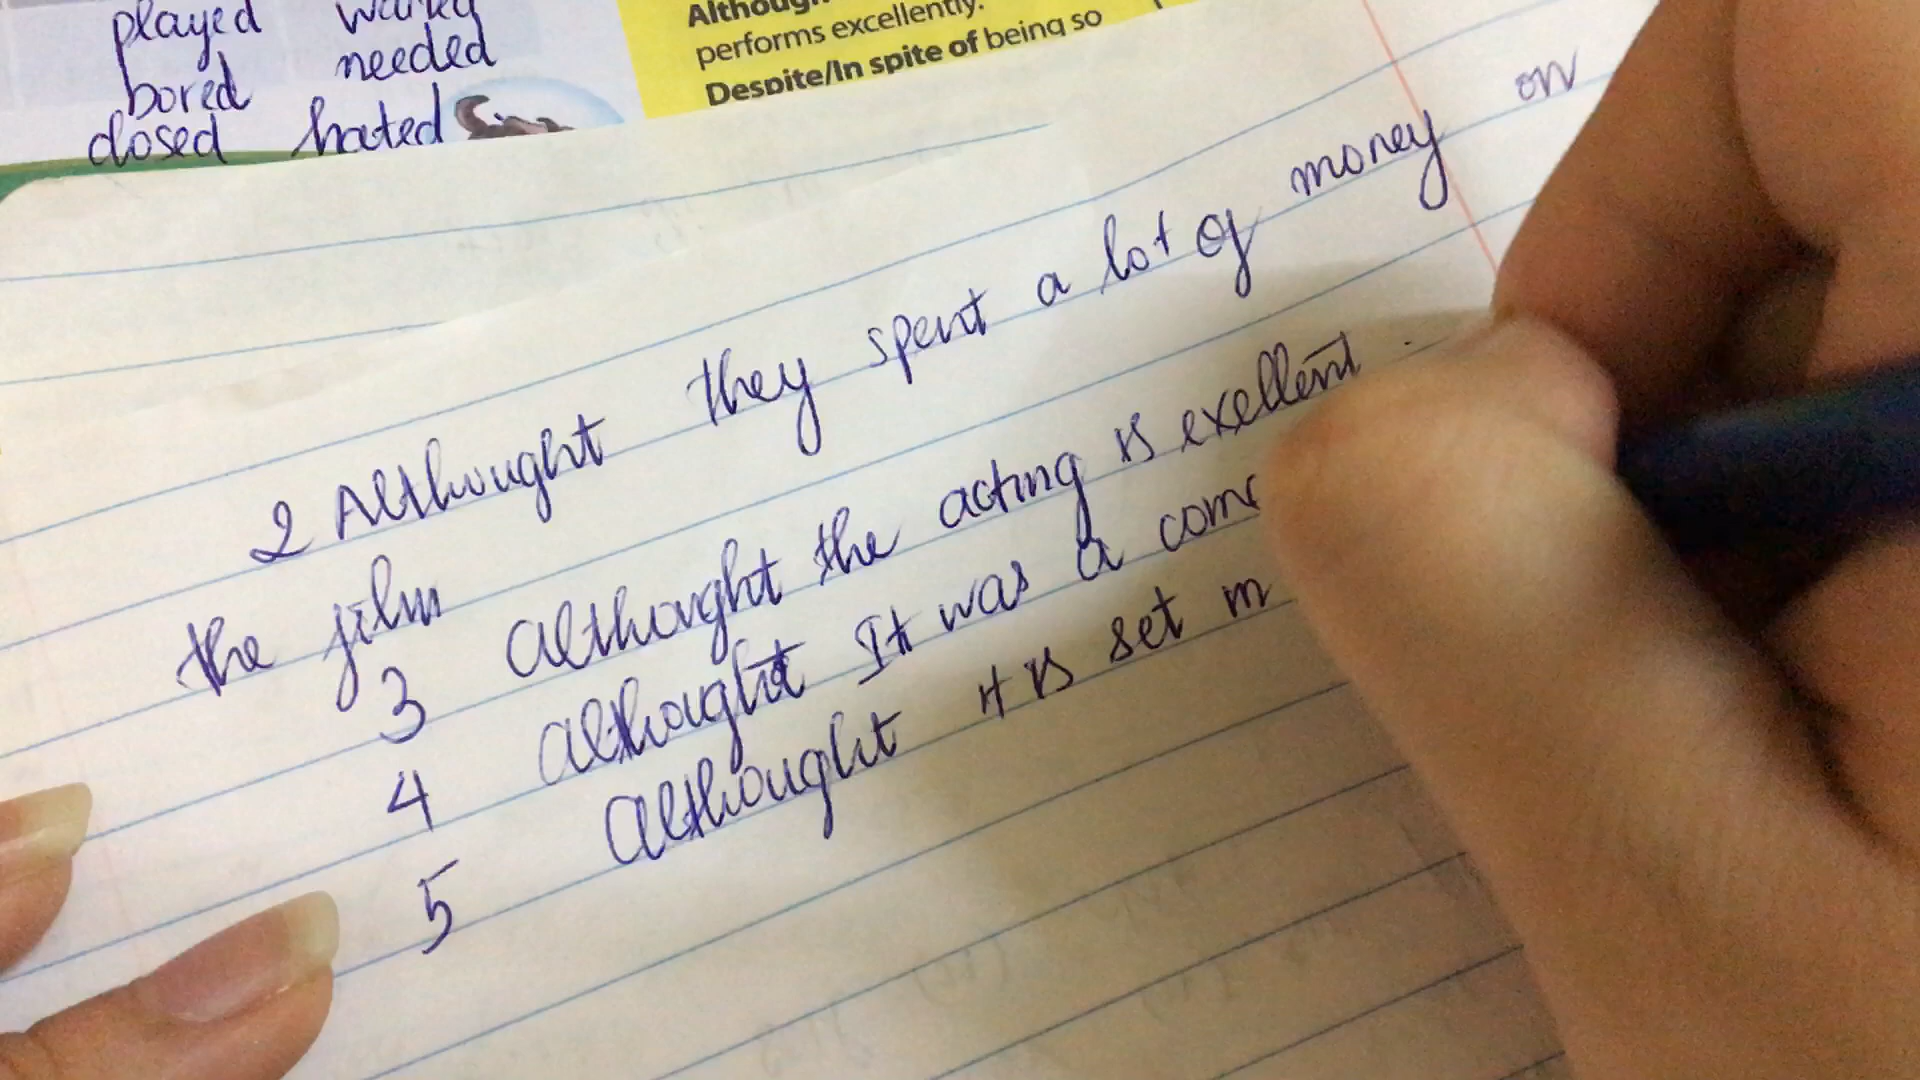 played
bored needed
closed hated
Although
performs excellently.
Despite/In spite of being so
2 Althought they spent a lot of money on
the film
3 althought the acting is exellent.
4 althought It was a come
5 althought it is set in